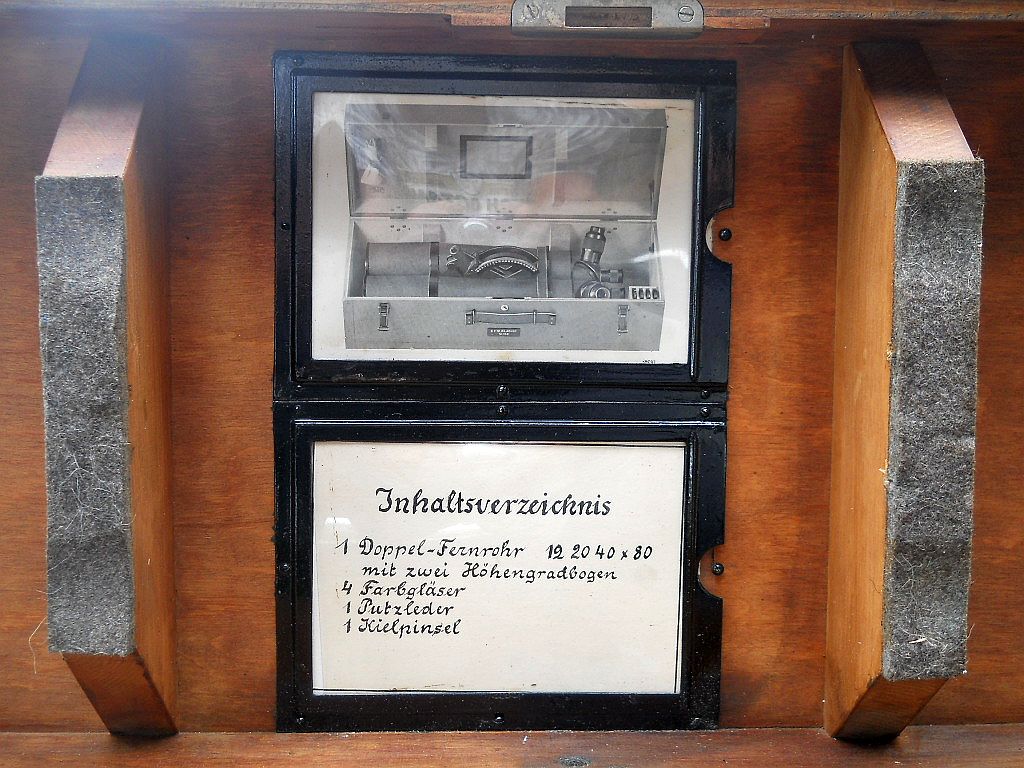 Inhaltsverzeichnis
1 Doppel-Fernrohr 12 20 40 x 80
mit zwei Höhengradbogen
4 Farbgläser
1 Putzleder
1 Kielpinsel